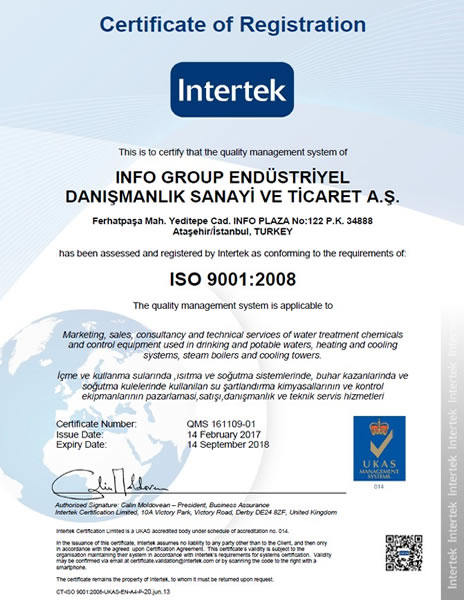 Certificate of Registration
Intertek
This is to certify that the quality management system of
INFO GROUP ENDÜSTRİYEL
DANIŞMANLIK SANAYİ VE TİCARET A.Ş.
Ferhatpaşa Mah. Yeditepe Cad. INFO PLAZA No:122 P.K. 34888
Ataşehir/İstanbul, TURKEY
has been assessed and registered by Intertek as conforming to the requirements of:
ISO 9001:2008
The quality management system is applicable to
Marketing, sales, consultancy and technical services of water treatment chemicals
and control equipment used in drinking and potable waters, heating and cooling
systems, steam boilers and cooling towers.
İçme ve kullanma sularında ,ısıtma ve soğutma sistemlerinde, buhar kazanlarında ve
soğutma kulelerinde kullanılan su şartlandırma kimyasallarının ve kontrol
ekipmanlarının pazarlaması,satışı,danışmanlık ve teknik servis hizmetleri
Certificate Number: QMS 161109-01
Issue Date: 14 February 2017
Expiry Date: 14 September 2018
UKAS
MANAGEMENT
SYSTEMS
014
Authorised Signature: Calin Moldovean – President, Business Assurance
Intertek Certification Limited, 10A Victory Park, Victory Road, Derby DE24 8ZF, United Kingdom
Intertek Certification Limited is a UKAS accredited body under schedule of accreditation no. 014.
In the issuance of this certificate, Intertek assumes no liability to any party other than to the Client, and then only
in accordance with the agreed upon Certification Agreement. This certificate's validity is subject to the
organisation maintaining their system in accordance with Intertek's requirements for systems certification. Validity
may be confirmed via email at certificate.validation@intertek.com or by scanning the code to the right with a
smartphone.
The certificate remains the property of Intertek, to whom it must be returned upon request.
CT-ISO 9001:2008-UKAS-EN-A4-P-20.jun.13
Intertek Intertek Intertek Intertek Intertek Intertek